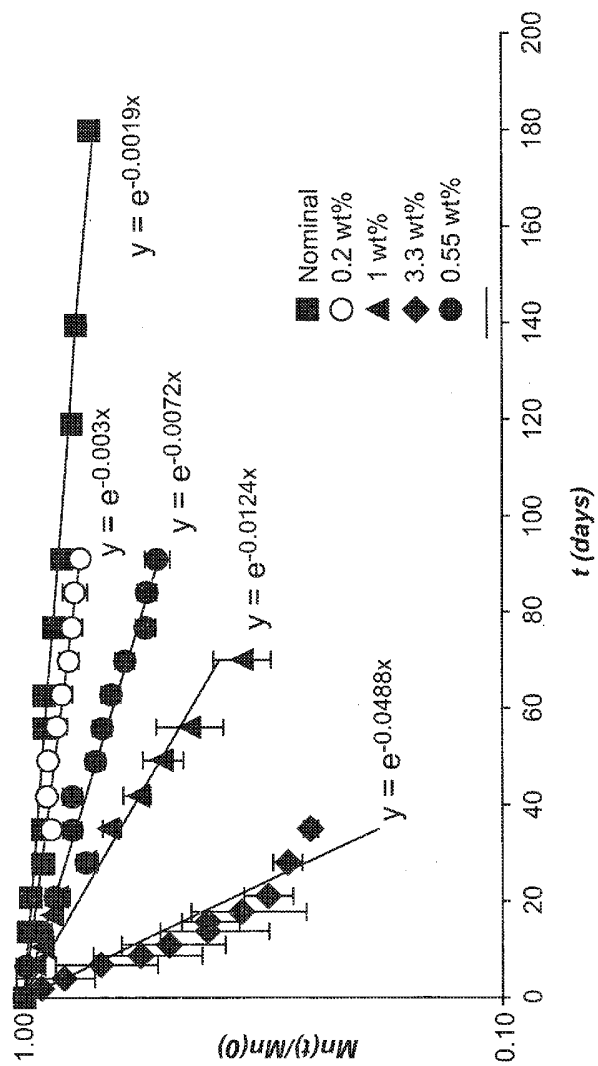 1.00
0.10
Mn(t)/Mn(0)
0
20
40
60
80
100
120
140
160
180
200
t (days)
y = e^-0.0019x
y = e^-0.003x
y = e^-0.0072x
y = e^-0.0124x
y = e^-0.0488x
Nominal
0.2 wt%
1 wt%
3.3 wt%
0.55 wt%